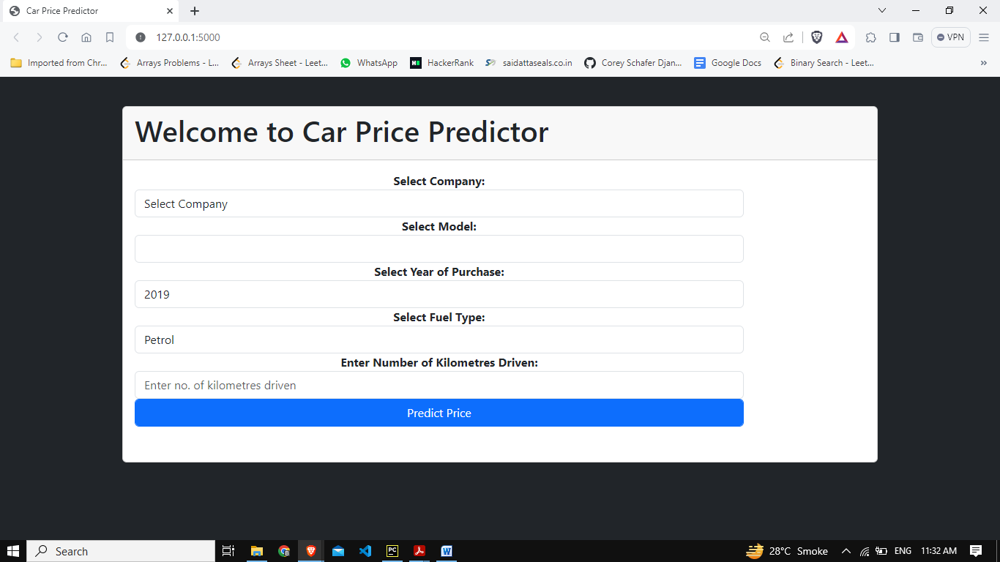 Car Price Predictor
127.0.0.1:5000
VPN
Imported from Chr...
Arrays Problems - L...
Arrays Sheet - Leet...
WhatsApp
HackerRank
saidattaseals.co.in
Corey Schafer Djan...
Google Docs
Binary Search - Leet...
Welcome to Car Price Predictor
Select Company:
Select Company
Select Model:
Select Year of Purchase:
2019
Select Fuel Type:
Petrol
Enter Number of Kilometres Driven:
Enter no. of kilometres driven
Predict Price
Search
28°C Smoke
ENG
11:32 AM